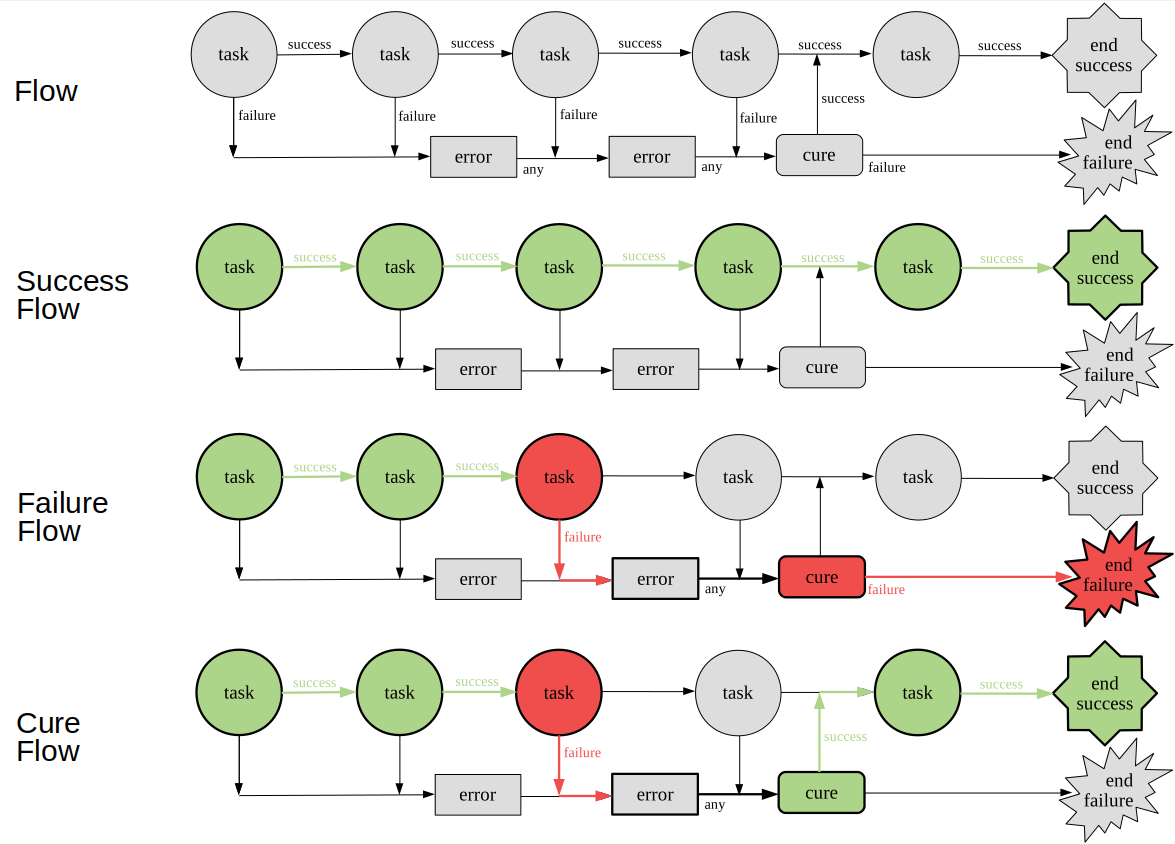 task
success
task
success
task
success
task
success
task
success
end
success
Flow
failure
failure
failure
failure
success
error
any
error
any
cure
failure
end
failure
Success
Flow
task
success
task
success
task
success
task
success
task
success
end
success
error
error
cure
end
failure
Failure
Flow
task
success
task
success
task
task
task
end
success
failure
error
error
any
cure
failure
end
failure
Cure
Flow
task
success
task
success
task
task
task
success
end
success
failure
success
error
error
any
cure
end
failure